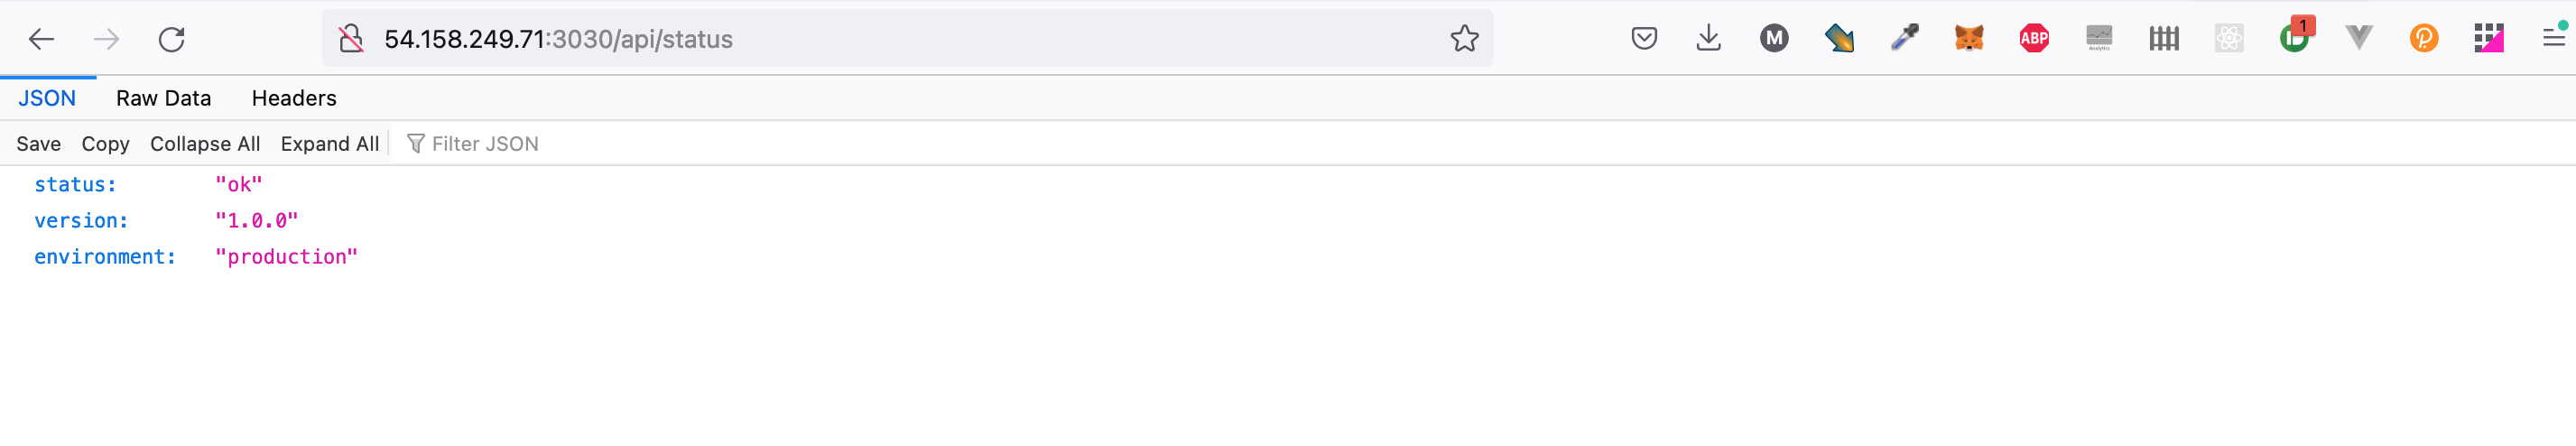 54.158.249.71:3030/api/status
M
ABP
Analytics
1
JSON Raw Data Headers
Save Copy Collapse All Expand All Filter JSON
status: "ok"
version: "1.0.0"
environment: "production"